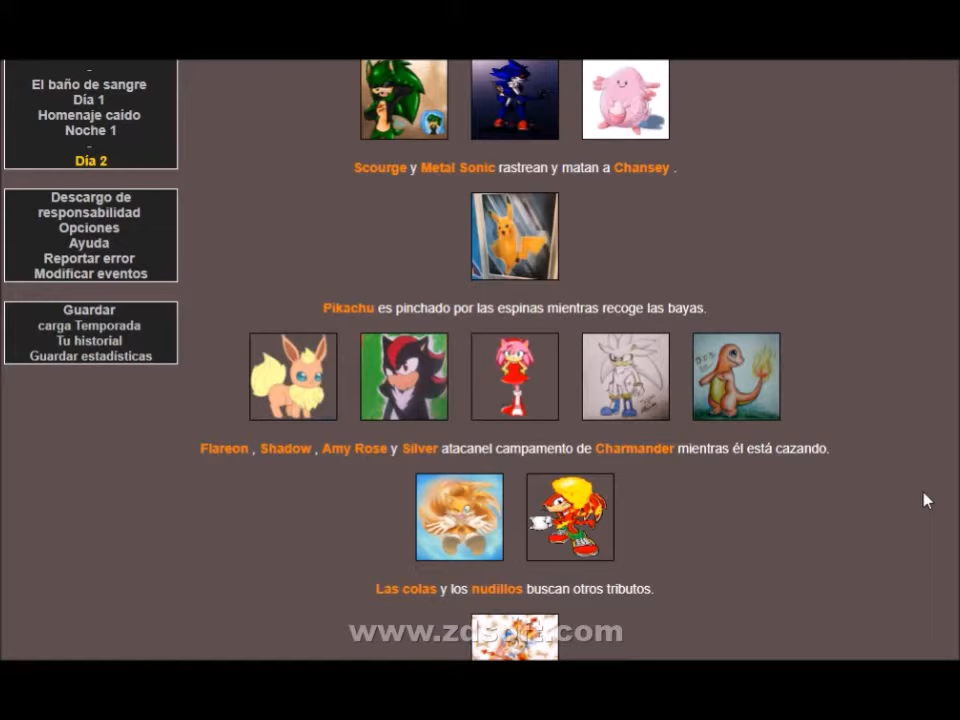 -
El baño de sangre
Día 1
Homenaje caído
Noche 1
-
Día 2
Descargo de
responsabilidad
Opciones
Ayuda
Reportar error
Modificar eventos
Guardar
carga Temporada
Tu historial
Guardar estadísticas
Scourge y Metal Sonic rastrean y matan a Chansey .
Pikachu es pinchado por las espinas mientras recoge las bayas.
Flareon , Shadow , Amy Rose y Silver atacanel campamento de Charmander mientras él está cazando.
Las colas y los nudillos buscan otros tributos.
www.zdsoft.com